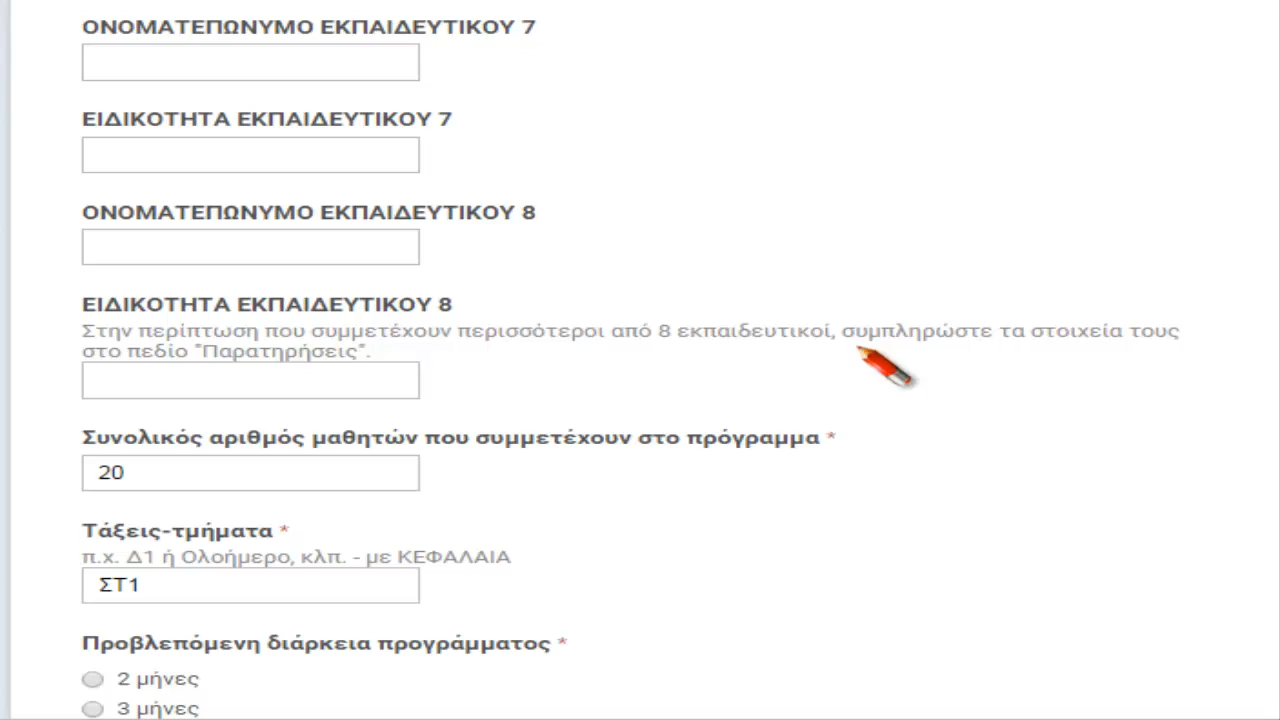 ΟΝΟΜΑΤΕΠΩΝΥΜΟ ΕΚΠΑΙΔΕΥΤΙΚΟΥ 7
ΕΙΔΙΚΟΤΗΤΑ ΕΚΠΑΙΔΕΥΤΙΚΟΥ 7
ΟΝΟΜΑΤΕΠΩΝΥΜΟ ΕΚΠΑΙΔΕΥΤΙΚΟΥ 8
ΕΙΔΙΚΟΤΗΤΑ ΕΚΠΑΙΔΕΥΤΙΚΟΥ 8
Στην περίπτωση που συμμετέχουν περισσότεροι από 8 εκπαιδευτικοί, συμπληρώστε τα στοιχεία τους
στο πεδίο "Παρατηρήσεις".
Συνολικός αριθμός μαθητών που συμμετέχουν στο πρόγραμμα *
20
Τάξεις-τμήματα *
π.χ. Δ1 ή Ολοήμερο, κλπ. - με ΚΕΦΑΛΑΙΑ
ΣΤ1
Προβλεπόμενη διάρκεια προγράμματος *
2 μήνες
3 μήνες